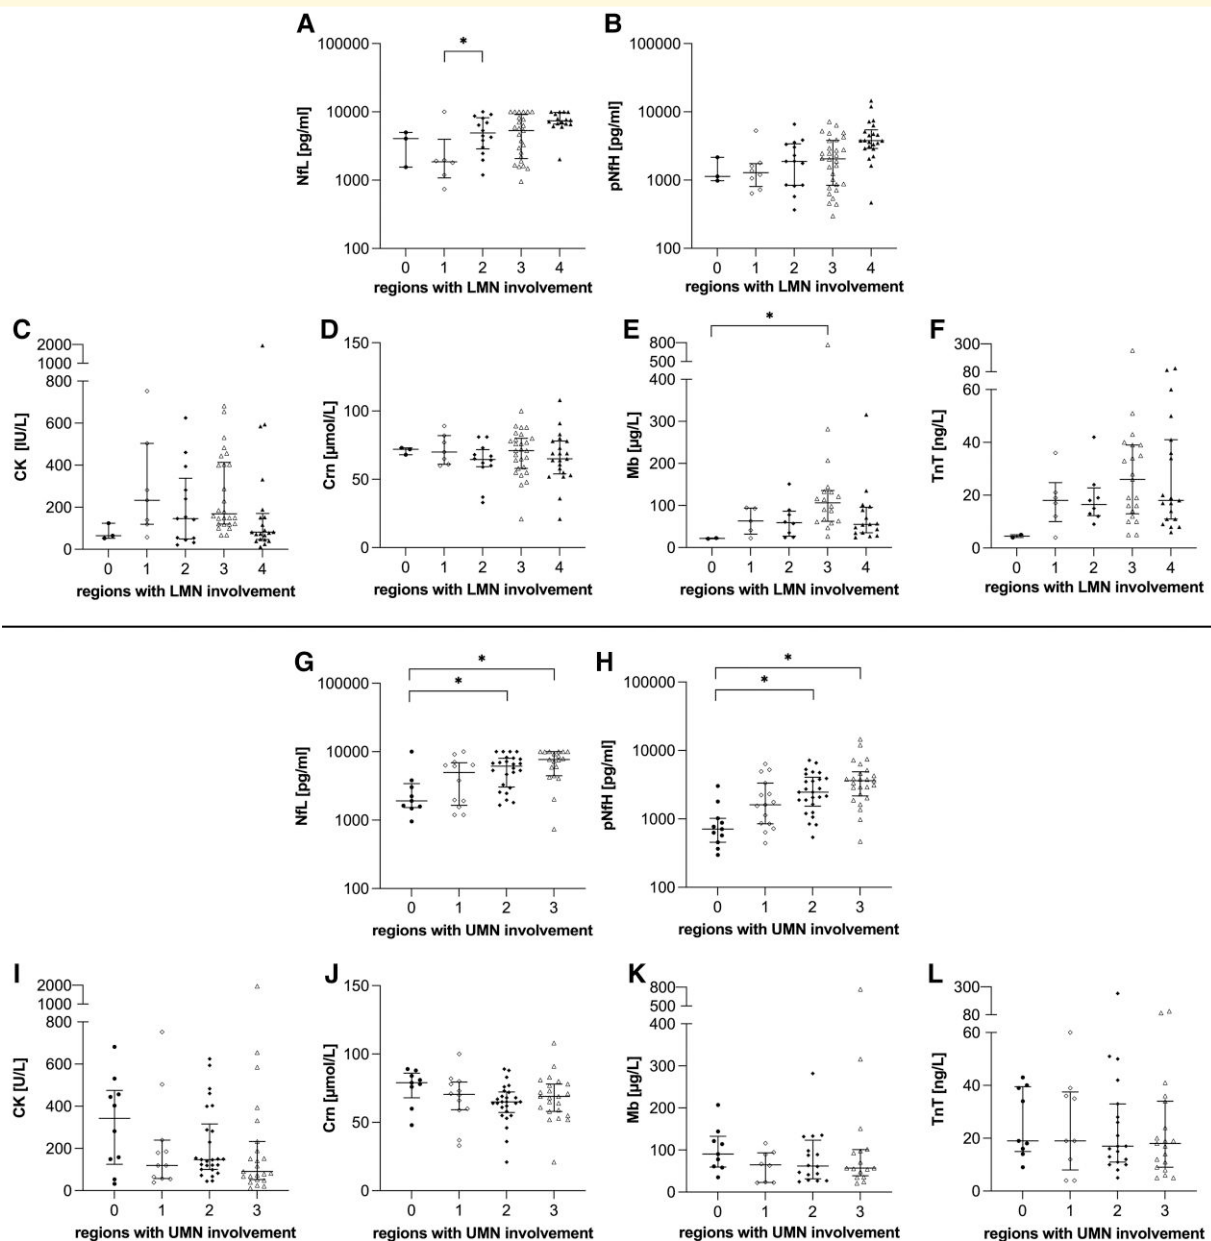 A
B
100000
10000
1000
100
NfL [pg/ml]
*
0 1 2 3 4
regions with LMN involvement
100000
10000
1000
100
pNfH [pg/ml]
0 1 2 3 4
regions with LMN involvement
C
D
E
F
2000
1000
800
600
400
200
0
CK [IU/L]
0 1 2 3 4
regions with LMN involvement
150
100
50
0
Crn [µmol/L]
0 1 2 3 4
regions with LMN involvement
*
800
500
400
300
200
100
0
Mb [µg/L]
0 1 2 3 4
regions with LMN involvement
300
80
60
40
20
0
TnT [ng/L]
0 1 2 3 4
regions with LMN involvement
G
H
*
*
100000
10000
1000
100
NfL [pg/ml]
0 1 2 3
regions with UMN involvement
*
*
100000
10000
1000
100
pNfH [pg/ml]
0 1 2 3
regions with UMN involvement
I
J
K
L
2000
1000
800
600
400
200
0
CK [U/L]
0 1 2 3
regions with UMN involvement
150
100
50
0
Crn [µmol/L]
0 1 2 3
regions with UMN involvement
800
500
400
300
200
100
0
Mb [µg/L]
0 1 2 3
regions with UMN involvement
300
80
60
40
20
0
TnT [ng/L]
0 1 2 3
regions with UMN involvement